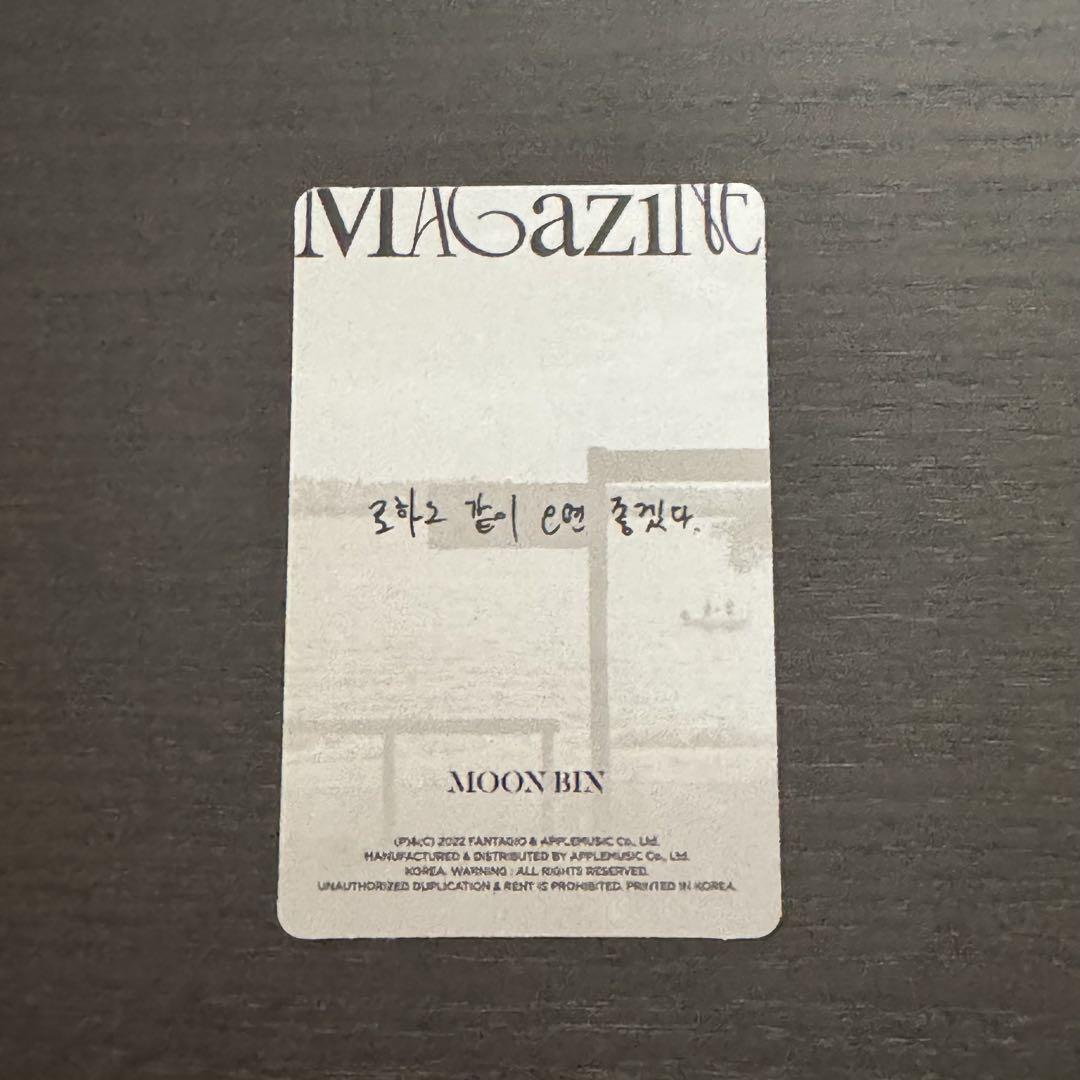 MAGazINE
로하도 같이 오면 좋겠다.
MOON BIN
(P)&(C) 2022 FANTAGIO & APPLEMUSIC Co., Ltd.
MANUFACTURED & DISTRIBUTED BY APPLEMUSIC Co., Ltd.
KOREA. WARNING : ALL RIGHTS RESERVED.
UNAUTHORIZED DUPLICATION & RENT IS PROHIBITED. PRINTED IN KOREA.